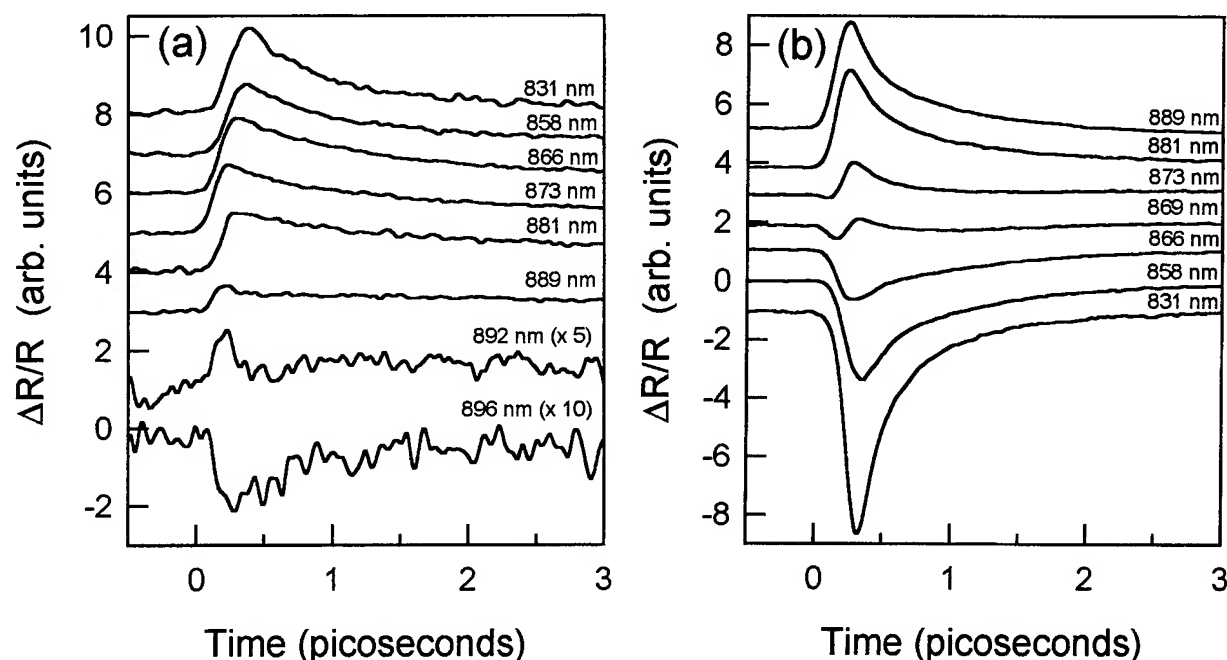 (a)
ΔR/R (arb. units)
10
8
6
4
2
0
-2
831 nm
858 nm
866 nm
873 nm
881 nm
889 nm
892 nm (x 5)
896 nm (x 10)
0 1 2 3
Time (picoseconds)
(b)
ΔR/R (arb. units)
8
6
4
2
0
-2
-4
-6
-8
889 nm
881 nm
873 nm
869 nm
866 nm
858 nm
831 nm
0 1 2 3
Time (picoseconds)